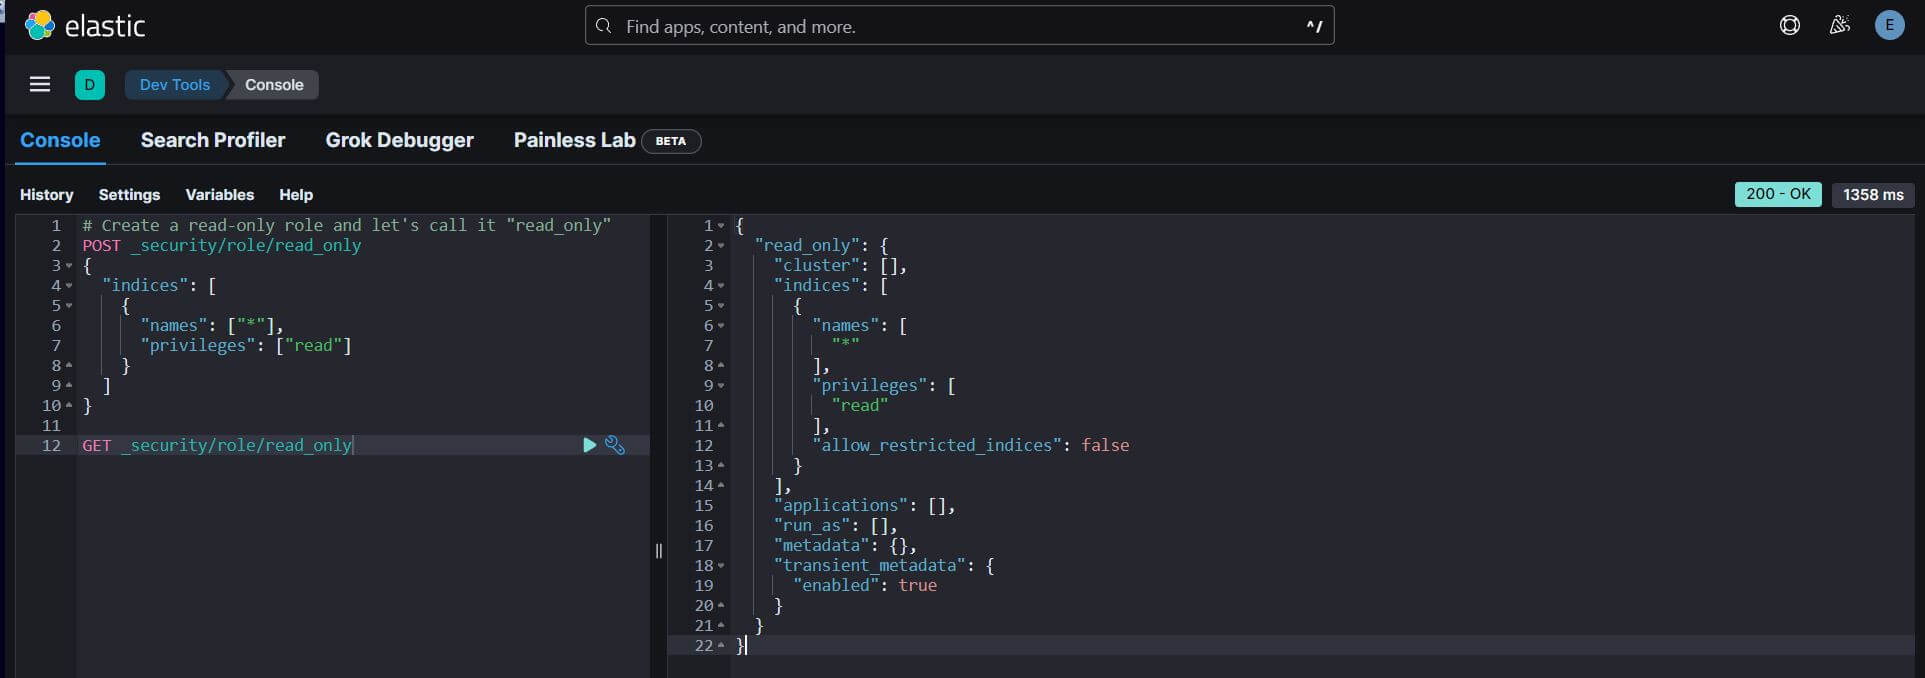 elastic
Find apps, content, and more.
^/
E
D
Dev Tools
Console
Console
Search Profiler
Grok Debugger
Painless Lab
BETA
History
Settings
Variables
Help
200 - OK
1358 ms
1 # Create a read-only role and let's call it "read_only"
2 POST _security/role/read_only
3 {
4 "indices": [
5 {
6 "names": ["*"],
7 "privileges": ["read"]
8 }
9 ]
10 }
11
12 GET _security/role/read_only
1 {
2 "read_only": {
3 "cluster": [],
4 "indices": [
5 {
6 "names": [
7 "*"
8 ],
9 "privileges": [
10 "read"
11 ],
12 "allow_restricted_indices": false
13 }
14 ],
15 "applications": [],
16 "run_as": [],
17 "metadata": {},
18 "transient_metadata": {
19 "enabled": true
20 }
21 }
22 }